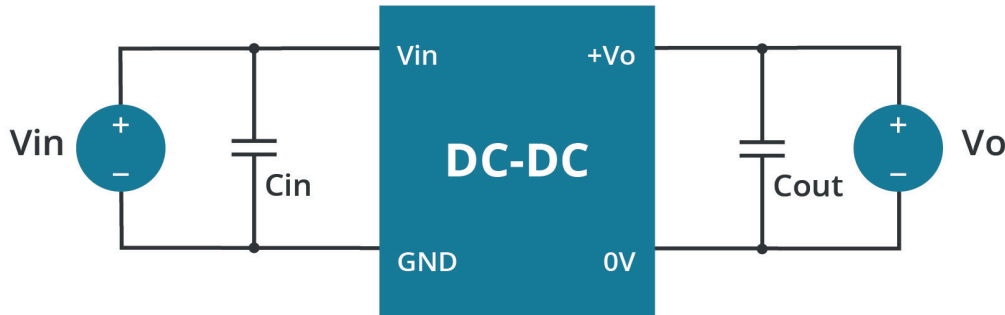 Vin +Vo
Vin + DC-DC + Vo
− Cin Cout −
GND 0V